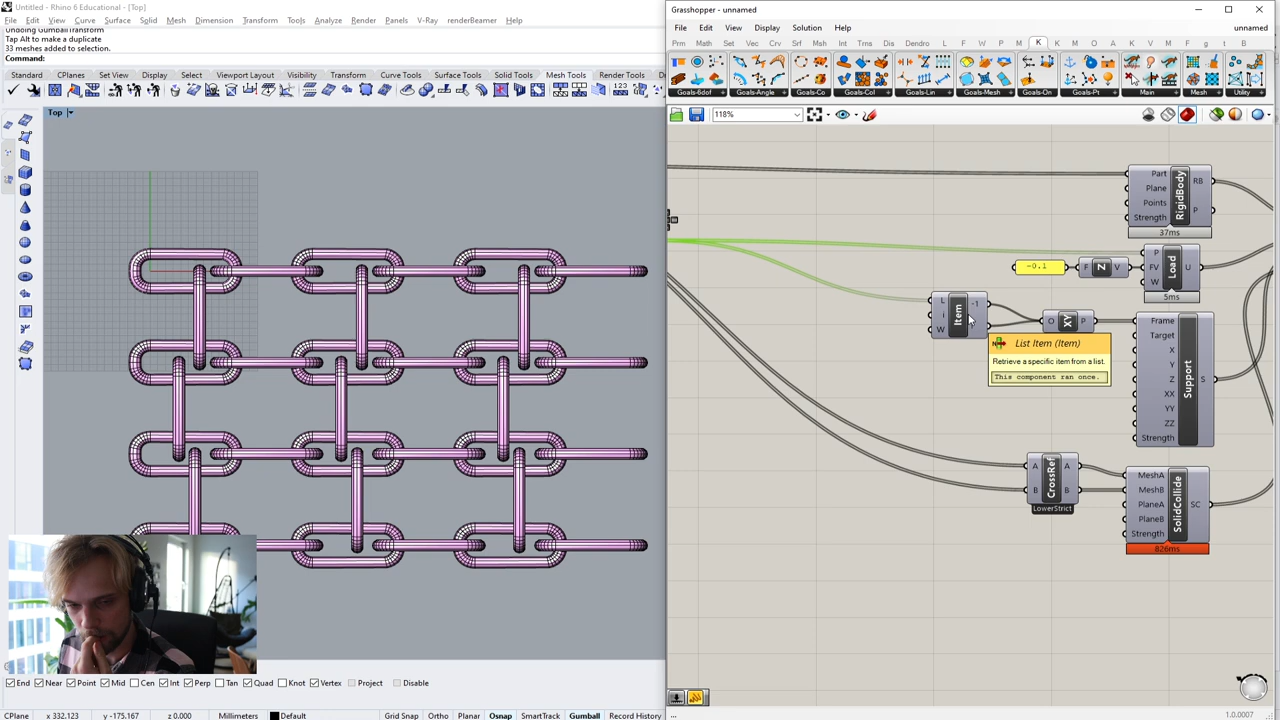 Untitled - Rhino 6 Educational - [Top]
File Edit View Curve Surface Solid Mesh Dimension Transform Tools Analyze Render Panels V-Ray renderBeamer Help
Undoing GumballTransform
Tap Alt to make a duplicate
33 meshes added to selection.
Command:
Standard CPlanes Set View Display Select Viewport Layout Visibility Transform Curve Tools Surface Tools Solid Tools Mesh Tools Render Tools
Top
End Near Point Mid Cen Int Perp Tan Quad Knot Vertex Project Disable
CPlane x 332.123 y -175.167 z 0.000 Millimeters Default Grid Snap Ortho Planar Osnap SmartTrack Gumball Record History
Grasshopper - unnamed
File Edit View Display Solution Help unnamed
Prm Math Set Vec Crv Srf Msh Int Trns Dis Dendro L F W M P M O K K M O K V M F g t B
Goals-6dof Goals-Angle Goals-Co Goals-Col Goals-Lin Goals-Mesh Goals-On Goals-Pt Main Mesh Utility
118%
Part
Plane
Points
Strength
RigidBody
RB
P
37ms
-0.1
F Z V
P
FV
W
Load
U
5ms
L
i
W
Item
-1
O XY P
List Item (Item)
Retrieve a specific item from a list.
This component ran once.
Frame
Target
X
Y
Z
XX
YY
ZZ
Strength
Support
S
A
B
CrossRef
A
B
LowerStrict
MeshA
MeshB
PlaneA
PlaneB
Strength
SolidCollide
SC
826ms
...
1.0.0007